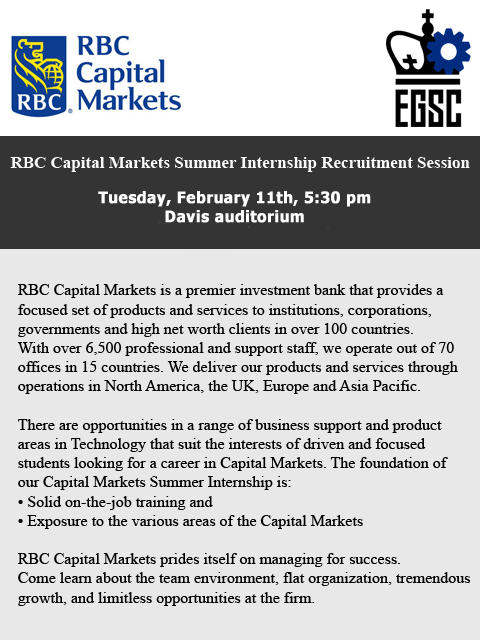 RBC
Capital
Markets
RBC®
EGSC
RBC Capital Markets Summer Internship Recruitment Session
Tuesday, February 11th, 5:30 pm
Davis auditorium
RBC Capital Markets is a premier investment bank that provides a
focused set of products and services to institutions, corporations,
governments and high net worth clients in over 100 countries.
With over 6,500 professional and support staff, we operate out of 70
offices in 15 countries. We deliver our products and services through
operations in North America, the UK, Europe and Asia Pacific.
There are opportunities in a range of business support and product
areas in Technology that suit the interests of driven and focused
students looking for a career in Capital Markets. The foundation of
our Capital Markets Summer Internship is:
• Solid on-the-job training and
• Exposure to the various areas of the Capital Markets
RBC Capital Markets prides itself on managing for success.
Come learn about the team environment, flat organization, tremendous
growth, and limitless opportunities at the firm.